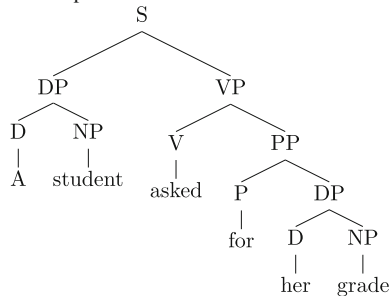 S
DP VP
D NP V PP
A student asked P DP
for D NP
her grade